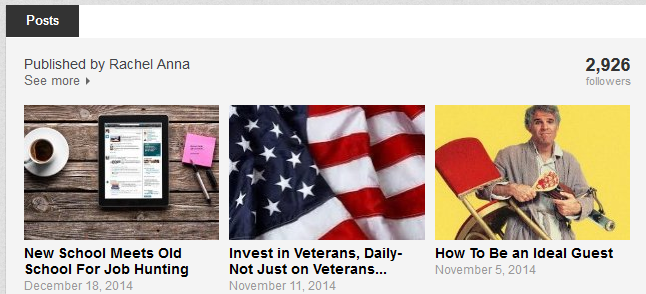 Posts
Published by Rachel Anna
2,926
See more
followers
New School Meets Old
School For Job Hunting
December 18, 2014
Invest in Veterans, Daily-
Not Just on Veterans...
November 11, 2014
How To Be an Ideal Guest
November 5, 2014